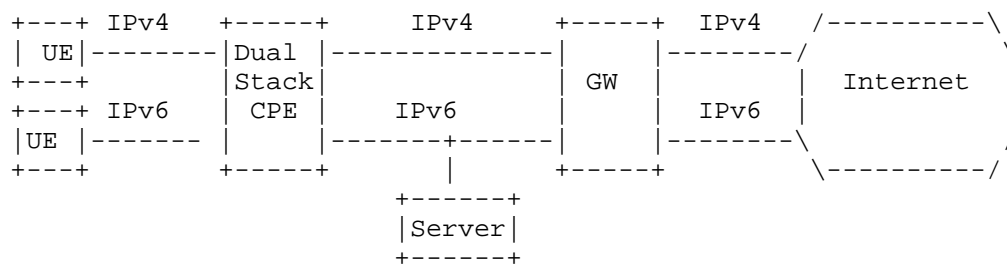 +---+ IPv4 +-----+ IPv4 +-----+ IPv4 /----------\
| UE|--------|Dual |---------------| |--------/ \
+---+ |Stack| | GW | | Internet
+---+ IPv6 | CPE | IPv6 | | IPv6 |
|UE |------- | |-------+------| |--------\ /
+---+ +-----+ | +-----+ \----------/
+------+
|Server|
+------+